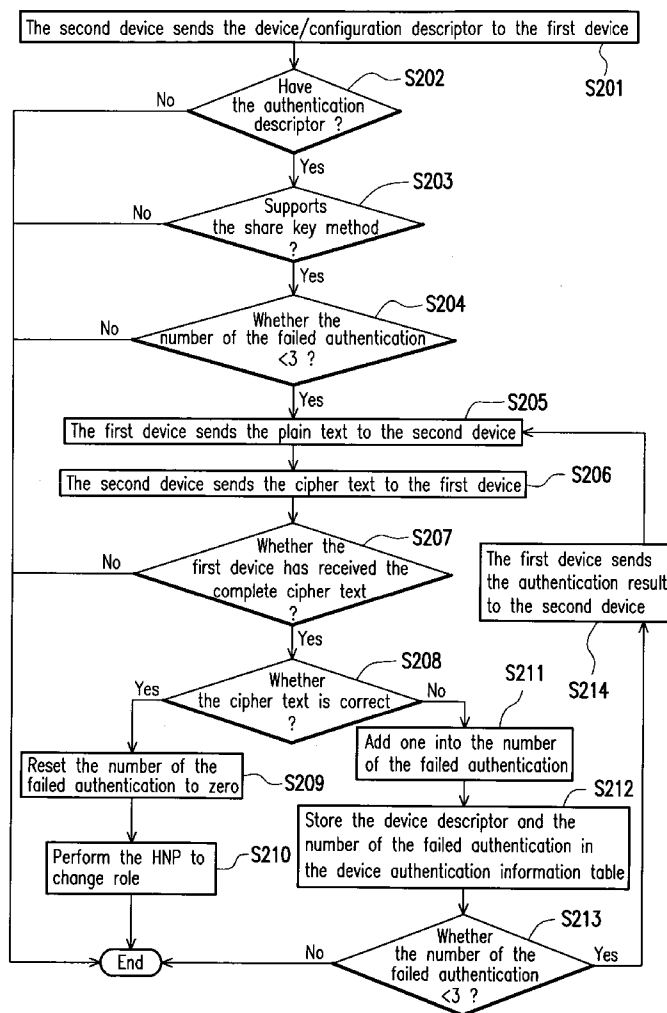 The second device sends the device/configuration descriptor to the first device
S201
S202
Have
the authentication
descriptor ?
No
Yes
S203
Supports
the share key method
?
No
Yes
S204
Whether the
number of the failed authentication
<3 ?
No
Yes
S205
The first device sends the plain text to the second device
S206
The second device sends the cipher text to the first device
S207
Whether the
first device has received the
complete cipher text
?
No
Yes
The first device sends
the authentication result
to the second device
S214
S208
Whether
the cipher text is correct
?
Yes
No
S211
Add one into the number
of the failed authentication
Reset the number of the
failed authentication to zero
S209
S212
Store the device descriptor and the
number of the failed authentication in
the device authentication information table
Perform the HNP to
change role
S210
S213
Whether
the number of the
failed authentication
<3 ?
No
Yes
End